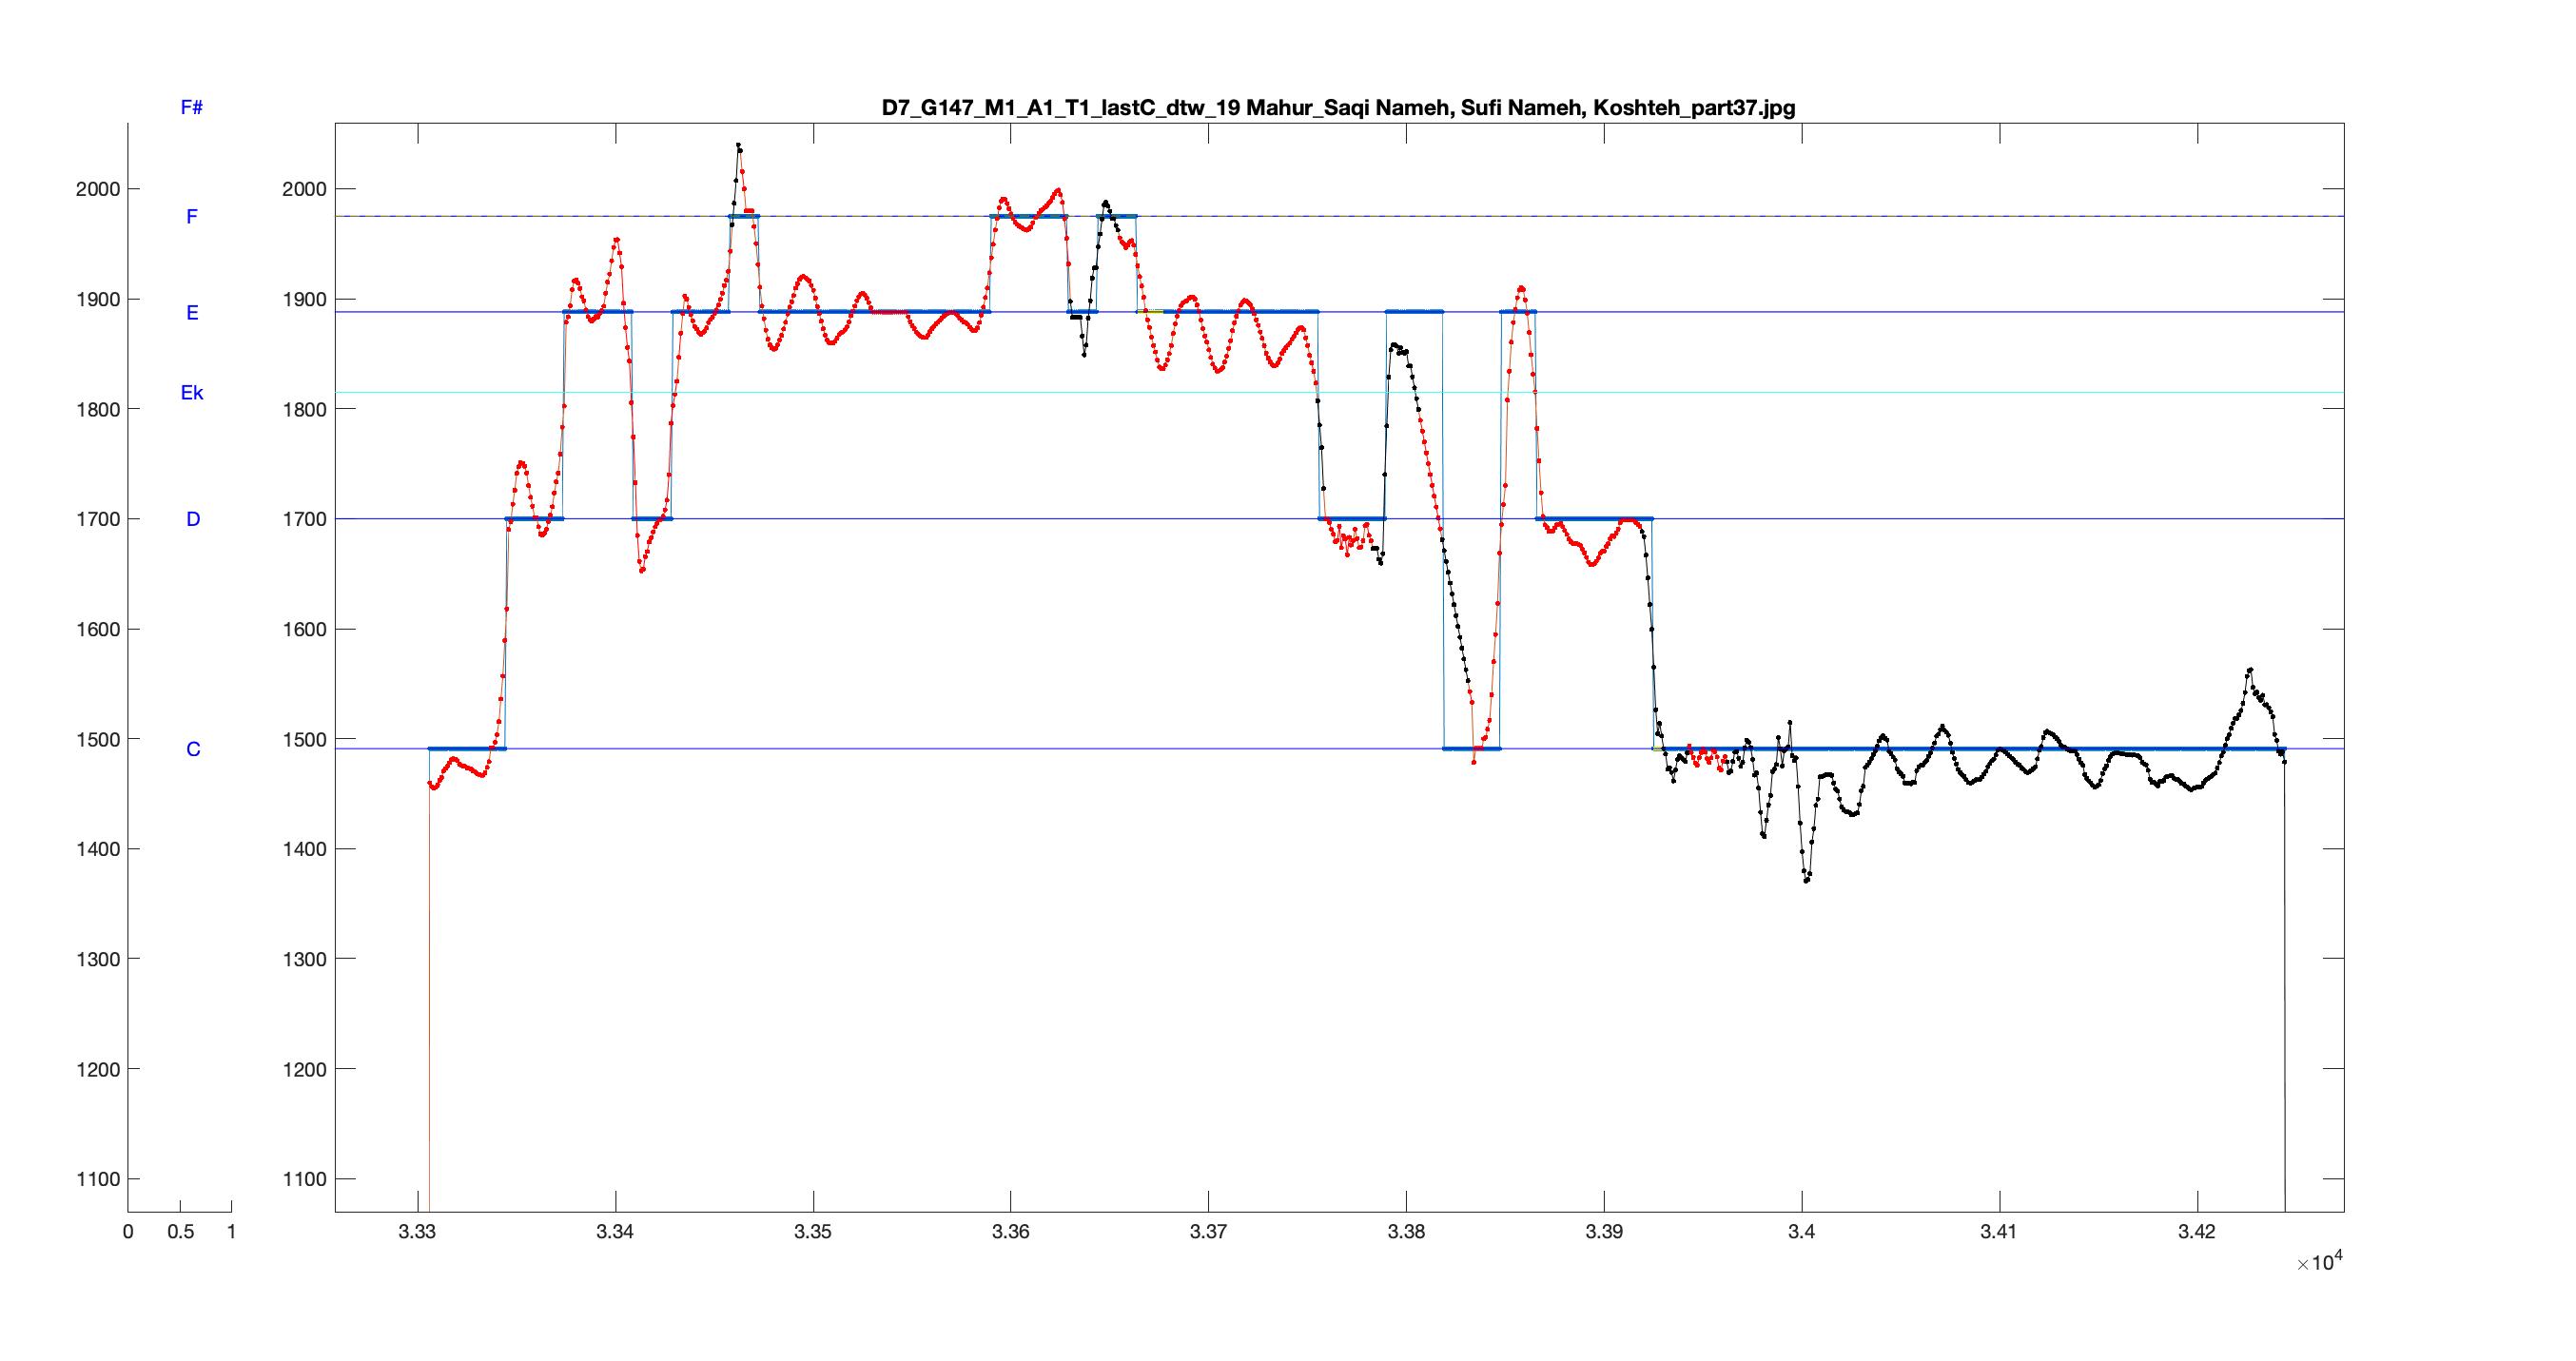 D7_G147_M1_A1_T1_lastC_dtw_19 Mahur_Saqi Nameh, Sufi Nameh, Koshteh_part37.jpg
F#
2000 F 2000
1900 E 1900
1800 Ek 1800
1700 D 1700
1600 1600
1500 C 1500
1400 1400
1300 1300
1200 1200
1100 1100
0 0.5 1 3.33 3.34 3.35 3.36 3.37 3.38 3.39 3.4 3.41 3.42
×10^4